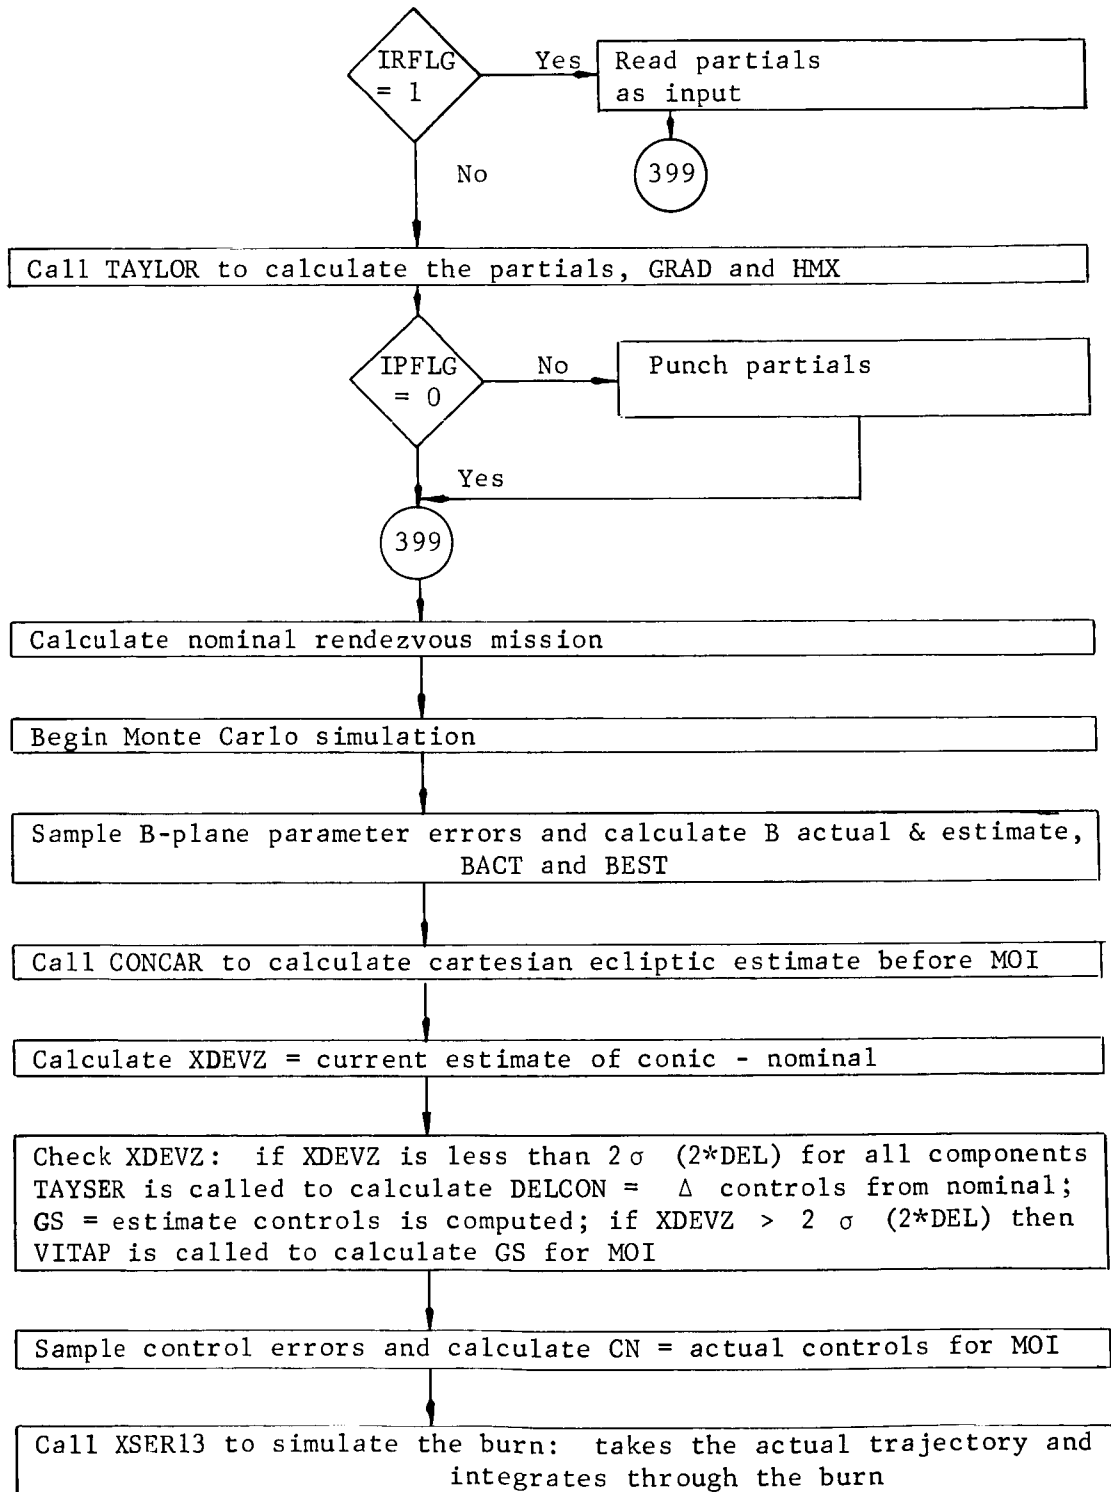 IRFLG
= 1
Yes
Read partials
as input
No
399
Call TAYLOR to calculate the partials, GRAD and HMX
IPFLG
= 0
No
Punch partials
Yes
399
Calculate nominal rendezvous mission
Begin Monte Carlo simulation
Sample B-plane parameter errors and calculate B actual & estimate,
BACT and BEST
Call CONCAR to calculate cartesian ecliptic estimate before MOI
Calculate XDEVZ = current estimate of conic - nominal
Check XDEVZ: if XDEVZ is less than 2σ (2*DEL) for all components
TAYSER is called to calculate DELCON = Δ controls from nominal;
GS = estimate controls is computed; if XDEVZ > 2 σ (2*DEL) then
VITAP is called to calculate GS for MOI
Sample control errors and calculate CN = actual controls for MOI
Call XSER13 to simulate the burn: takes the actual trajectory and
integrates through the burn